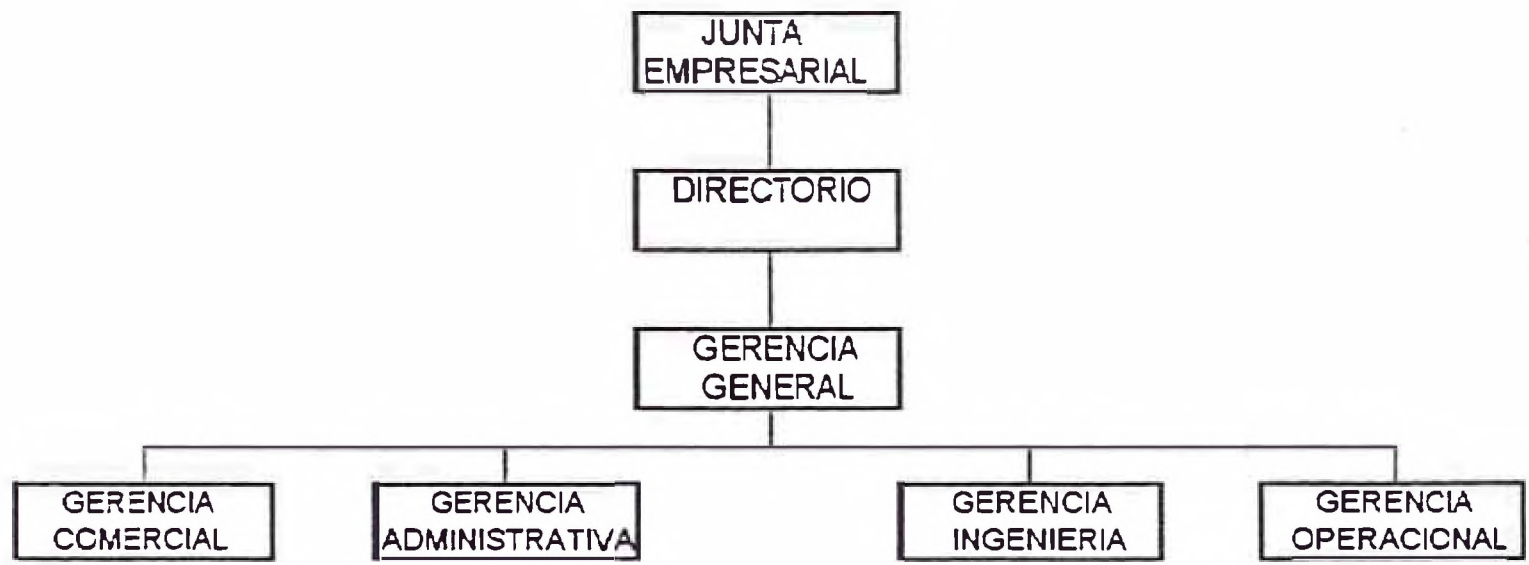 JUNTA
EMPRESARIAL
DIRECTORIO
GERENCIA
GENERAL
GERENCIA
COMERCIAL
GERENCIA
ADMINISTRATIVA
GERENCIA
INGENIERIA
GERENCIA
OPERACIONAL